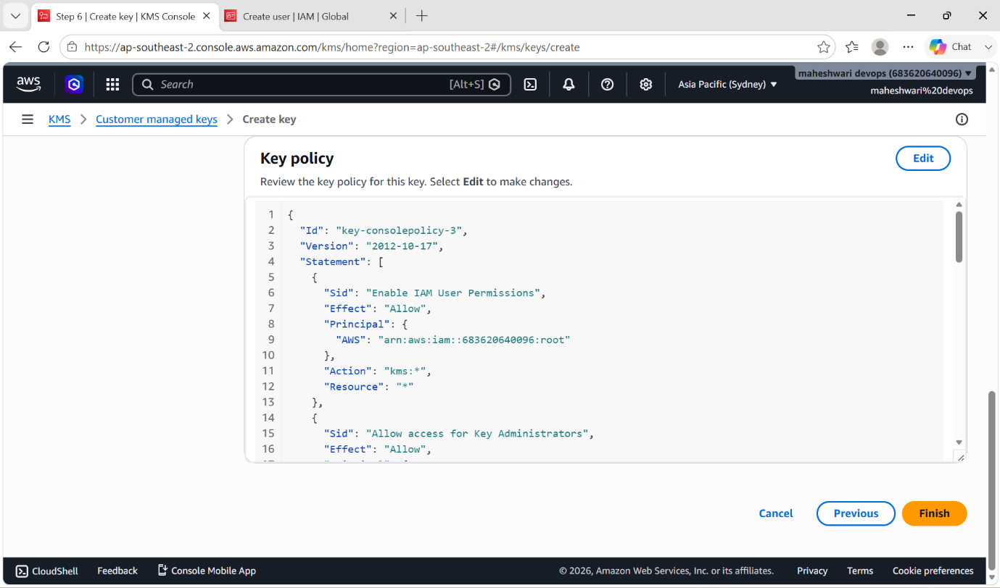 Step 6 | Create key | KMS Console
Create user | IAM | Global
https://ap-southeast-2.console.aws.amazon.com/kms/home?region=ap-southeast-2#/kms/keys/create
Chat
aws
Search
[Alt+S]
Asia Pacific (Sydney)
maheshwari devops (683620640096)
maheshwari%20devops
KMS
Customer managed keys
Create key
Key policy
Edit
Review the key policy for this key. Select Edit to make changes.
1 {
2 "Id": "key-consolepolicy-3",
3 "Version": "2012-10-17",
4 "Statement": [
5 {
6 "Sid": "Enable IAM User Permissions",
7 "Effect": "Allow",
8 "Principal": {
9 "AWS": "arn:aws:iam::683620640096:root"
10 },
11 "Action": "kms:*",
12 "Resource": "*"
13 },
14 {
15 "Sid": "Allow access for Key Administrators",
16 "Effect": "Allow",
Cancel
Previous
Finish
CloudShell
Feedback
Console Mobile App
© 2026, Amazon Web Services, Inc. or its affiliates.
Privacy
Terms
Cookie preferences